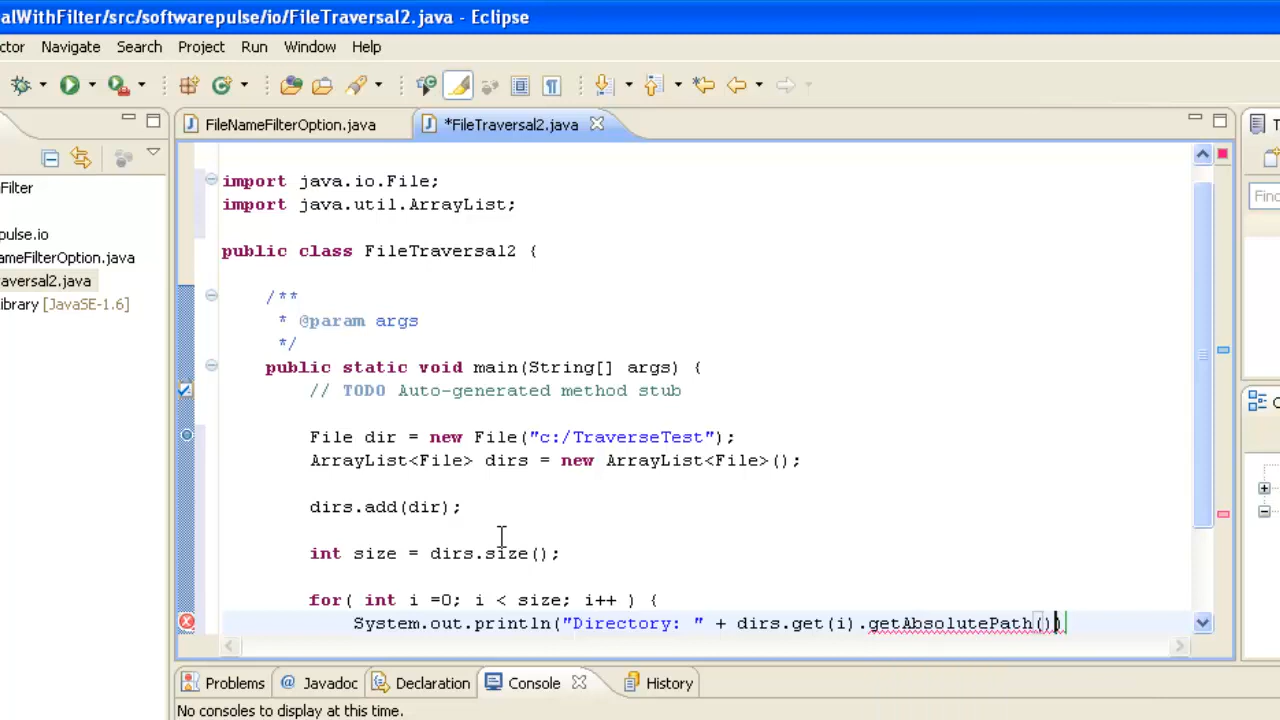 alWithFilter/src/softwarepulse/io/FileTraversal2.java - Eclipse
ctor Navigate Search Project Run Window Help
FileNameFilterOption.java *FileTraversal2.java
Filter
pulse.io
ameFilterOption.java
raversal2.java
ibrary [JavaSE-1.6]
import java.io.File;
import java.util.ArrayList;
public class FileTraversal2 {
/**
* @param args
*/
public static void main(String[] args) {
// TODO Auto-generated method stub
File dir = new File("c:/TraverseTest");
ArrayList<File> dirs = new ArrayList<File>();
dirs.add(dir);
int size = dirs.size();
for( int i =0; i < size; i++ ) {
System.out.println("Directory: " + dirs.get(i).getAbsolutePath())
Find
Problems @ Javadoc Declaration Console History
No consoles to display at this time.